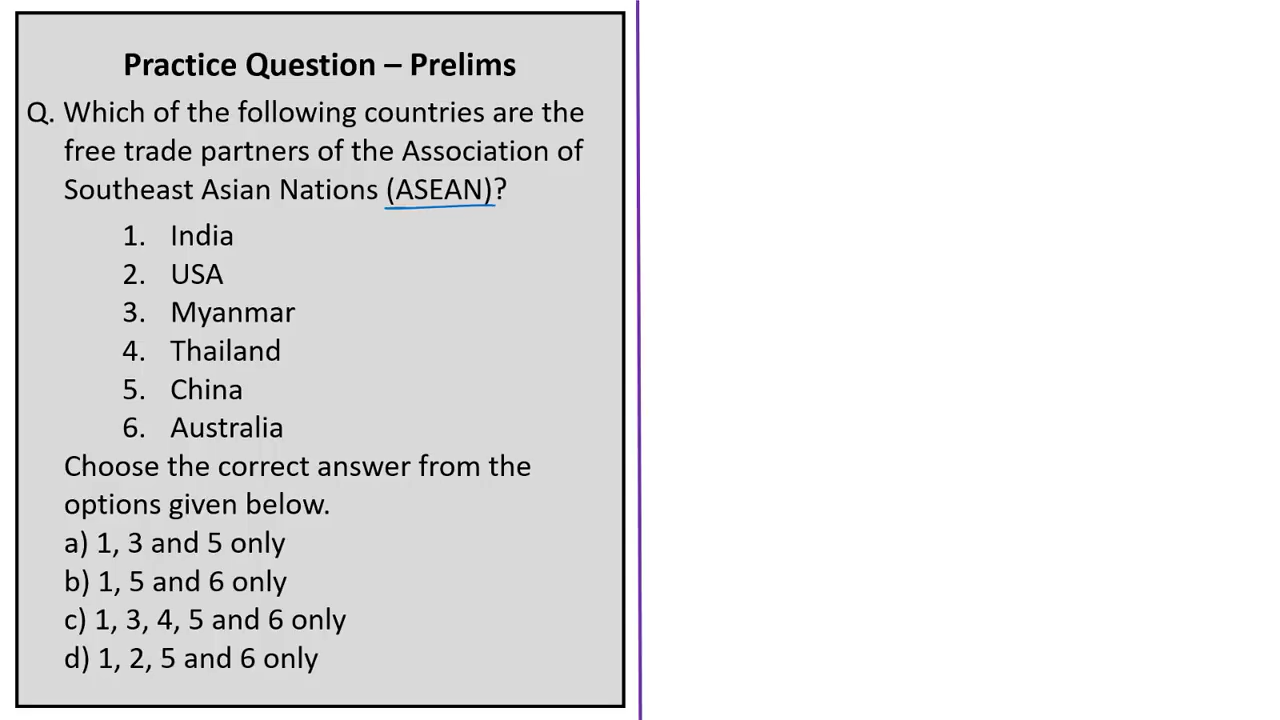 Practice Question – Prelims
Q. Which of the following countries are the
free trade partners of the Association of
Southeast Asian Nations (ASEAN)?
1. India
2. USA
3. Myanmar
4. Thailand
5. China
6. Australia
Choose the correct answer from the
options given below.
a) 1, 3 and 5 only
b) 1, 5 and 6 only
c) 1, 3, 4, 5 and 6 only
d) 1, 2, 5 and 6 only